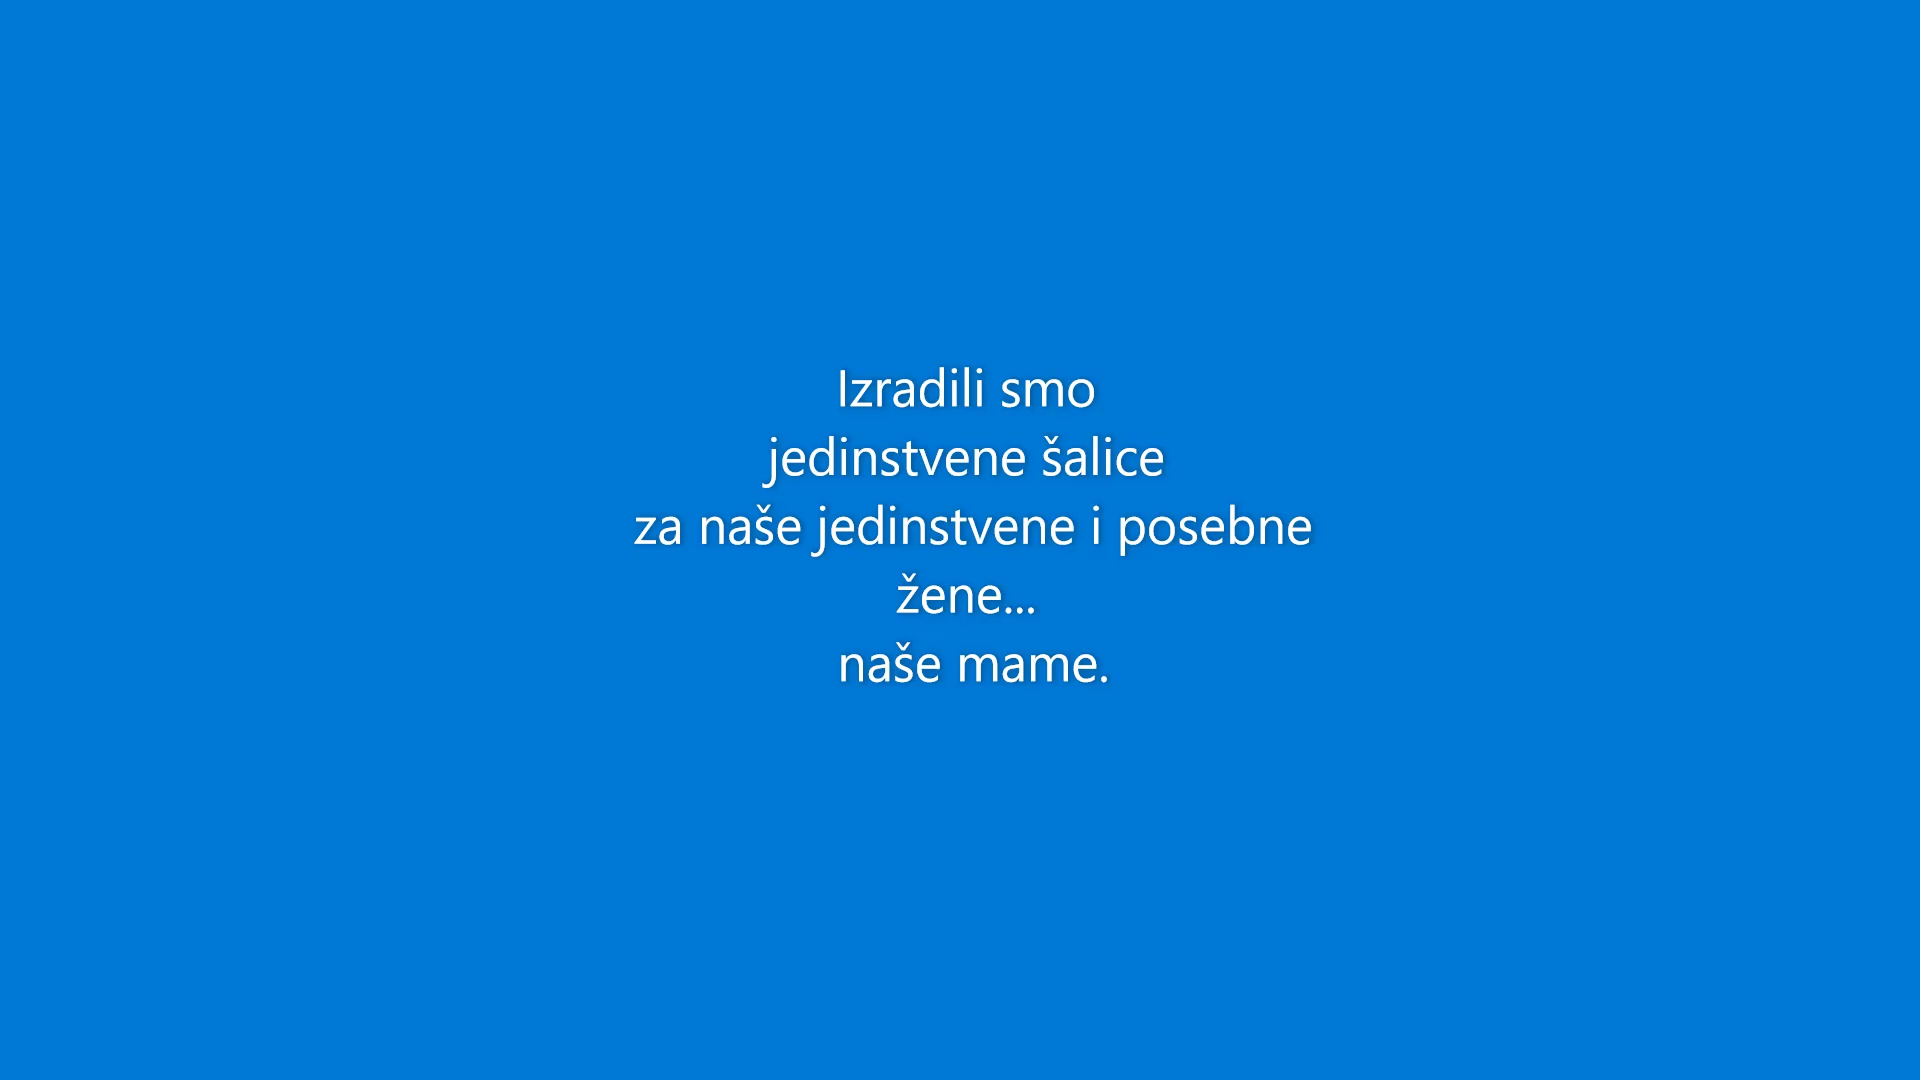 Izradili smo
jedinstvene šalice
za naše jedinstvene i posebne
žene...
naše mame.